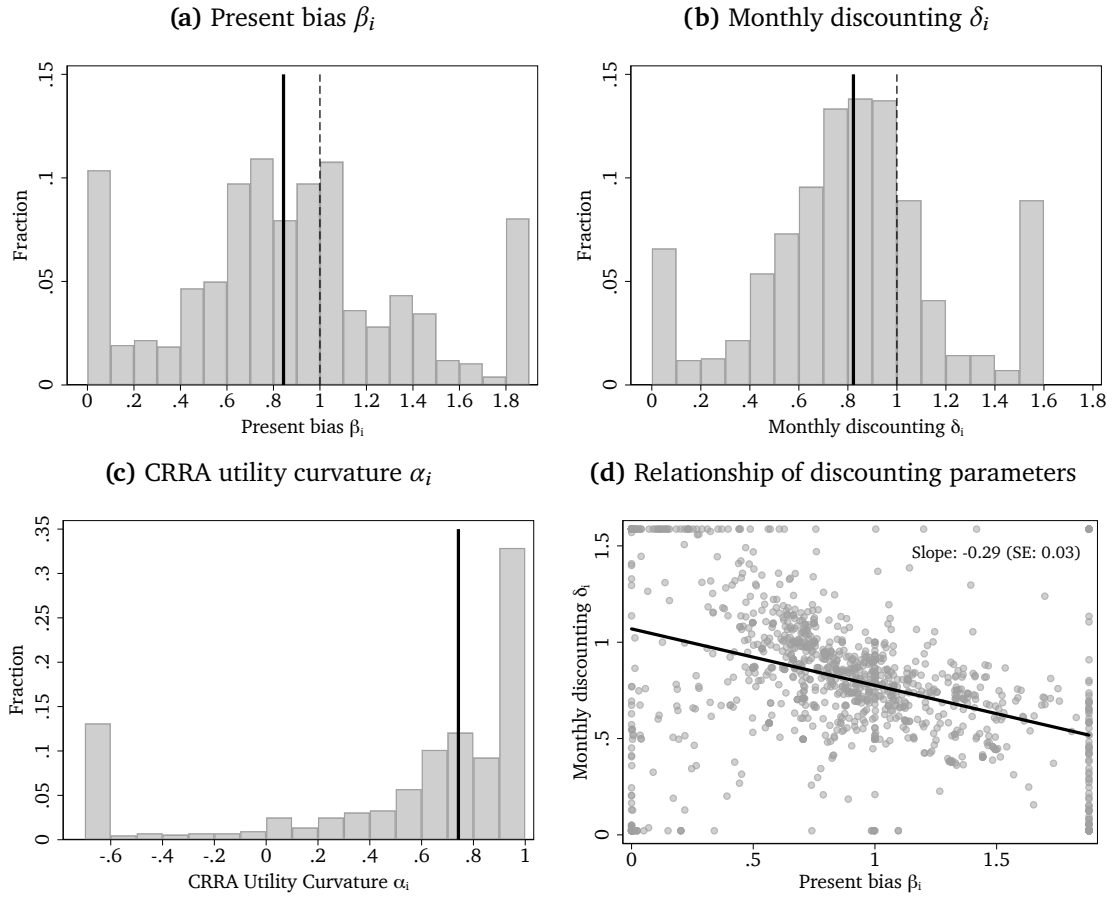 (a) Present bias βi
(b) Monthly discounting δi
.15
.1
.05
0
Fraction
0 .2 .4 .6 .8 1 1.2 1.4 1.6 1.8
Present bias βi
.15
.1
.05
0
Fraction
0 .2 .4 .6 .8 1 1.2 1.4 1.6 1.8
Monthly discounting δi
(c) CRRA utility curvature αi
(d) Relationship of discounting parameters
.35
.3
.25
.2
.15
.1
.05
0
Fraction
-.6 -.4 -.2 0 .2 .4 .6 .8 1
CRRA Utility Curvature αi
Slope: -0.29 (SE: 0.03)
1.5
1
.5
0
Monthly discounting δi
0 .5 1 1.5
Present bias βi